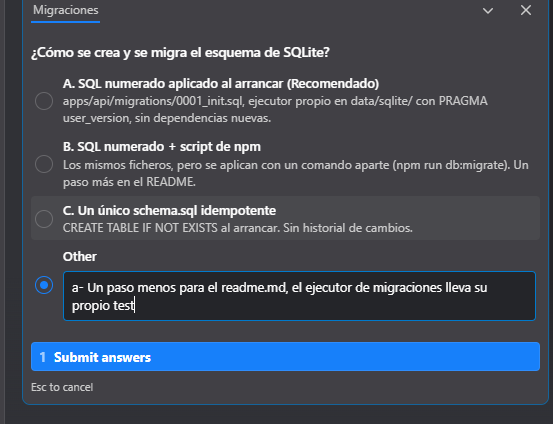 Migraciones
¿Cómo se crea y se migra el esquema de SQLite?
A. SQL numerado aplicado al arrancar (Recomendado)
apps/api/migrations/0001_init.sql, ejecutor propio en data/sqlite/ con PRAGMA
user_version, sin dependencias nuevas.
B. SQL numerado + script de npm
Los mismos ficheros, pero se aplican con un comando aparte (npm run db:migrate). Un
paso más en el README.
C. Un único schema.sql idempotente
CREATE TABLE IF NOT EXISTS al arrancar. Sin historial de cambios.
Other
a- Un paso menos para el readme.md, el ejecutor de migraciones lleva su
propio test
1 Submit answers
Esc to cancel